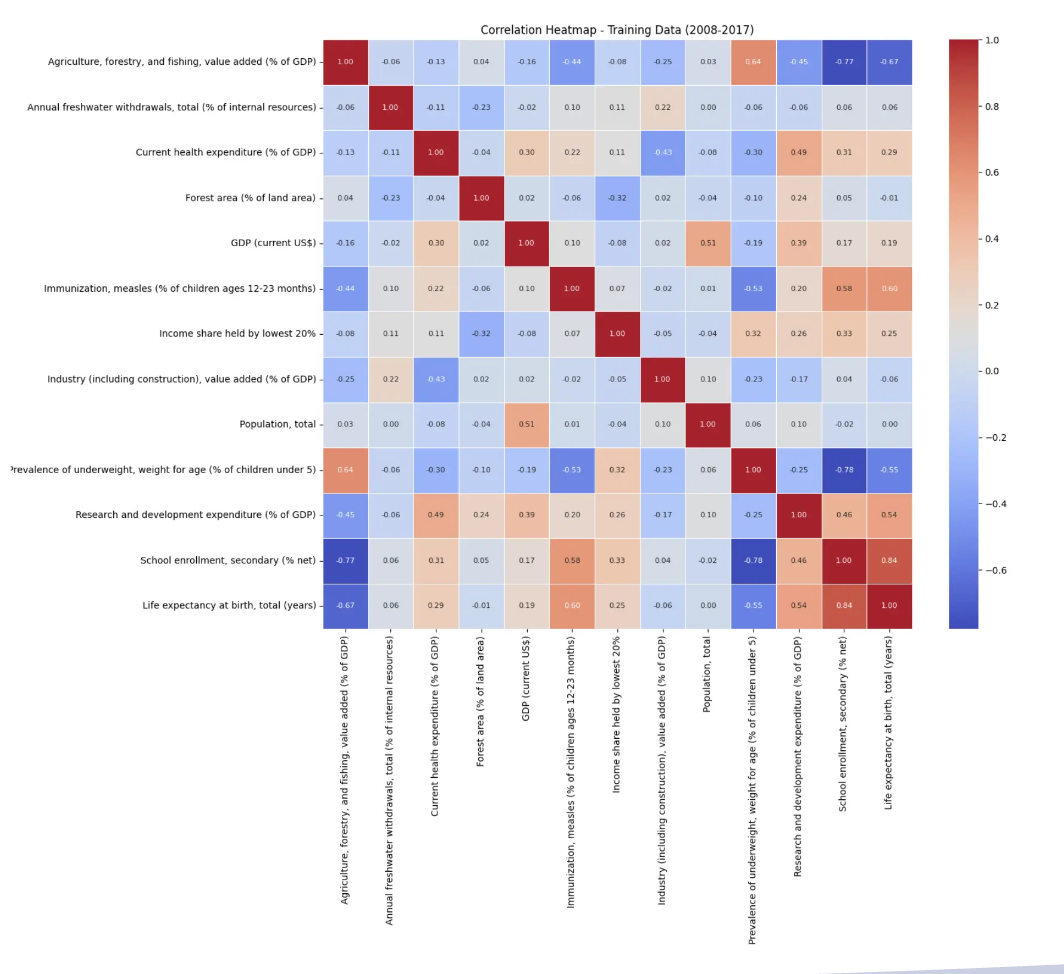 Correlation Heatmap - Training Data (2008-2017)
Agriculture, forestry, and fishing, value added (% of GDP) 1.00 -0.06 -0.13 0.04 -0.16 -0.44 -0.08 -0.25 0.03 0.64 -0.45 -0.77 -0.67
Annual freshwater withdrawals, total (% of internal resources) -0.06 1.00 -0.11 -0.23 -0.02 0.10 0.11 0.22 0.00 -0.06 -0.06 0.06 0.06
Current health expenditure (% of GDP) -0.13 -0.11 1.00 -0.04 0.30 0.22 0.11 -0.43 -0.08 -0.30 0.49 0.31 0.29
Forest area (% of land area) 0.04 -0.23 -0.04 1.00 0.02 -0.06 -0.32 0.02 -0.04 -0.10 0.24 0.05 -0.01
GDP (current US$) -0.16 -0.02 0.30 0.02 1.00 0.10 -0.08 0.02 0.51 -0.19 0.39 0.17 0.19
Immunization, measles (% of children ages 12-23 months) -0.44 0.10 0.22 -0.06 0.10 1.00 0.07 -0.02 0.01 -0.53 0.20 0.58 0.60
Income share held by lowest 20% -0.08 0.11 0.11 -0.32 -0.08 0.07 1.00 -0.05 -0.04 0.32 0.26 0.33 0.25
Industry (including construction), value added (% of GDP) -0.25 0.22 -0.43 0.02 0.02 -0.02 -0.05 1.00 0.10 -0.23 -0.17 0.04 -0.06
Population, total 0.03 0.00 -0.08 -0.04 0.51 0.01 -0.04 0.10 1.00 0.06 0.10 -0.02 0.00
Prevalence of underweight, weight for age (% of children under 5) 0.64 -0.06 -0.30 -0.10 -0.19 -0.53 0.32 -0.23 0.06 1.00 -0.25 -0.78 -0.55
Research and development expenditure (% of GDP) -0.45 -0.06 0.49 0.24 0.39 0.20 0.26 -0.17 0.10 -0.25 1.00 0.46 0.54
School enrollment, secondary (% net) -0.77 0.06 0.31 0.05 0.17 0.58 0.33 0.04 -0.02 -0.78 0.46 1.00 0.84
Life expectancy at birth, total (years) -0.67 0.06 0.29 -0.01 0.19 0.60 0.25 -0.06 0.00 -0.55 0.54 0.84 1.00
Agriculture, forestry, and fishing, value added (% of GDP)
Annual freshwater withdrawals, total (% of internal resources)
Current health expenditure (% of GDP)
Forest area (% of land area)
GDP (current US$)
Immunization, measles (% of children ages 12-23 months)
Income share held by lowest 20%
Industry (including construction), value added (% of GDP)
Population, total
Prevalence of underweight, weight for age (% of children under 5)
Research and development expenditure (% of GDP)
School enrollment, secondary (% net)
Life expectancy at birth, total (years)
1.0
0.8
0.6
0.4
0.2
0.0
−0.2
−0.4
−0.6